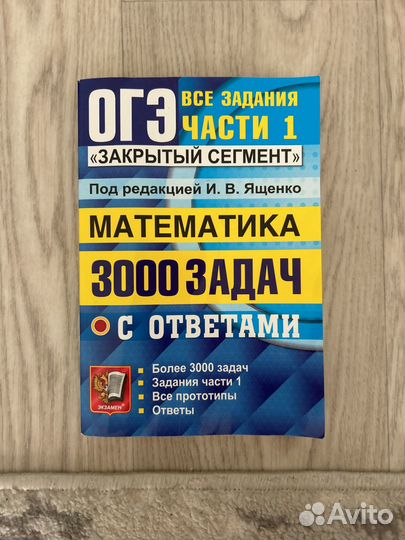 ОГЭ
ВСЕ ЗАДАНИЯ
ЧАСТИ 1
«ЗАКРЫТЫЙ СЕГМЕНТ»
Под редакцией И. В. Ященко
МАТЕМАТИКА
3000 ЗАДАЧ
С ОТВЕТАМИ
Более 3000 задач
Задания части 1
Все прототипы
Ответы
ЭКЗАМЕН
Avito